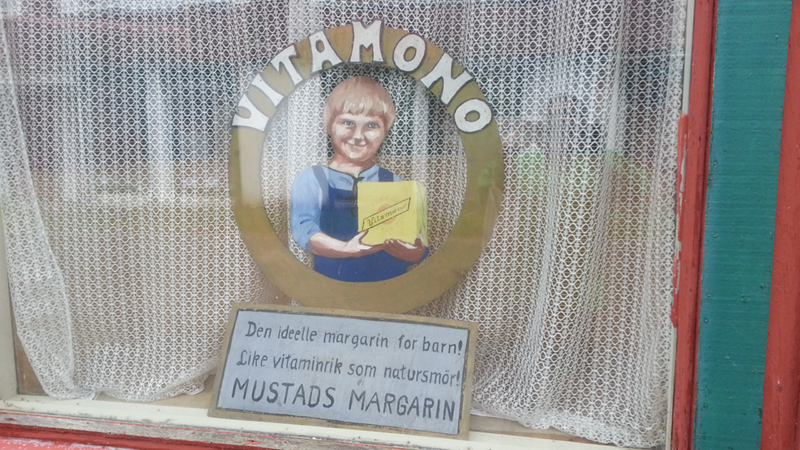 VITAMONO
Vitamono
Den ideelle margarin for barn!
Like vitaminrik som natursmör!
MUSTADS MARGARIN